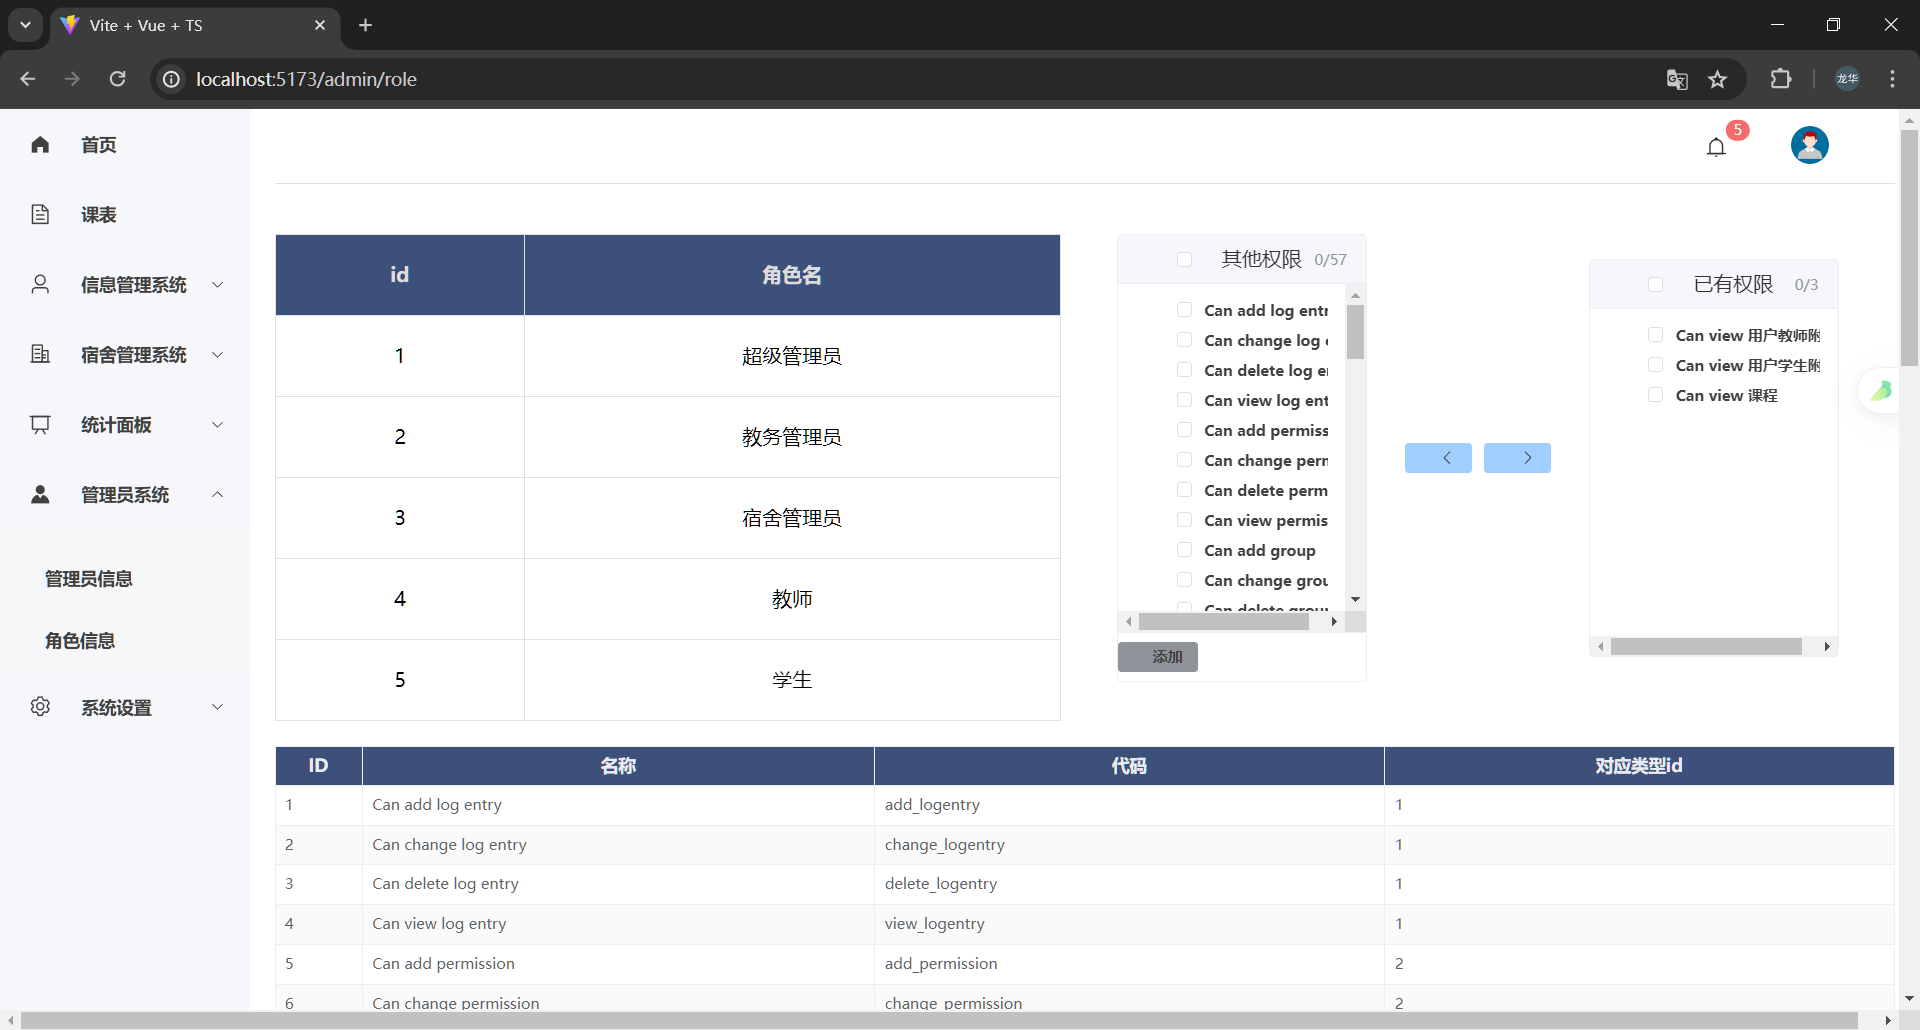 Vite + Vue + TS
localhost:5173/admin/role
龙华
首页
课表
信息管理系统
宿舍管理系统
统计面板
管理员系统
管理员信息
角色信息
系统设置
5
id 角色名
1 超级管理员
2 教务管理员
3 宿舍管理员
4 教师
5 学生
其他权限 0/57
Can add log entr
Can change log
Can delete log
Can view log ent
Can add permiss
Can change perm
Can delete perm
Can view permis
Can add group
Can change grou
Can delete grou
添加
已有权限 0/3
Can view 用户教师附
Can view 用户学生附
Can view 课程
ID 名称 代码 对应类型id
1 Can add log entry add_logentry 1
2 Can change log entry change_logentry 1
3 Can delete log entry delete_logentry 1
4 Can view log entry view_logentry 1
5 Can add permission add_permission 2
6 Can change permission change_permission 2